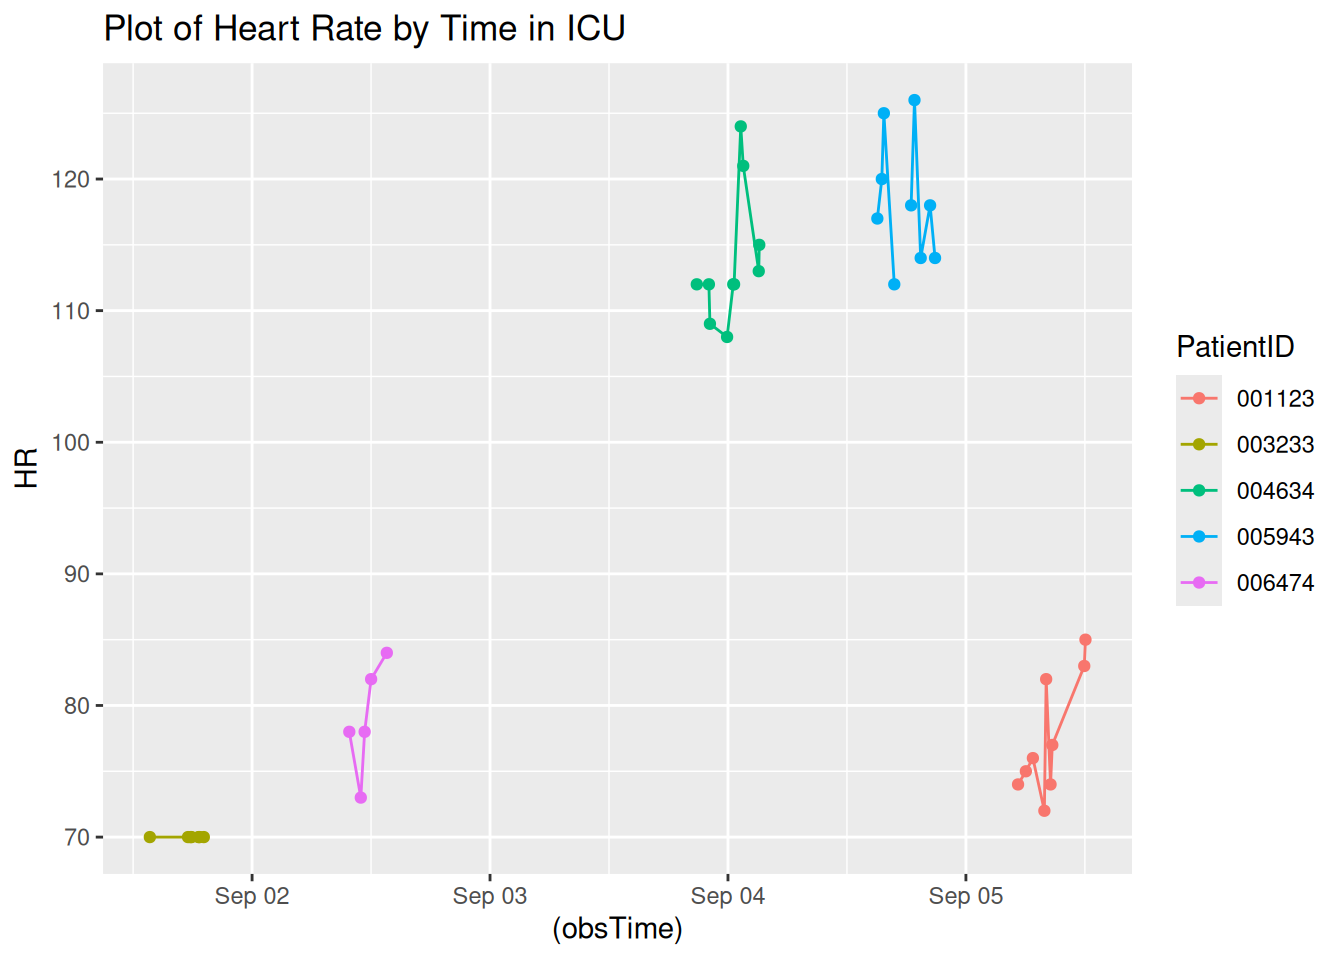 Plot of Heart Rate by Time in ICU
120
110
100
90
80
70
HR
Sep 02
Sep 03
Sep 04
Sep 05
(obsTime)
PatientID
001123
003233
004634
005943
006474